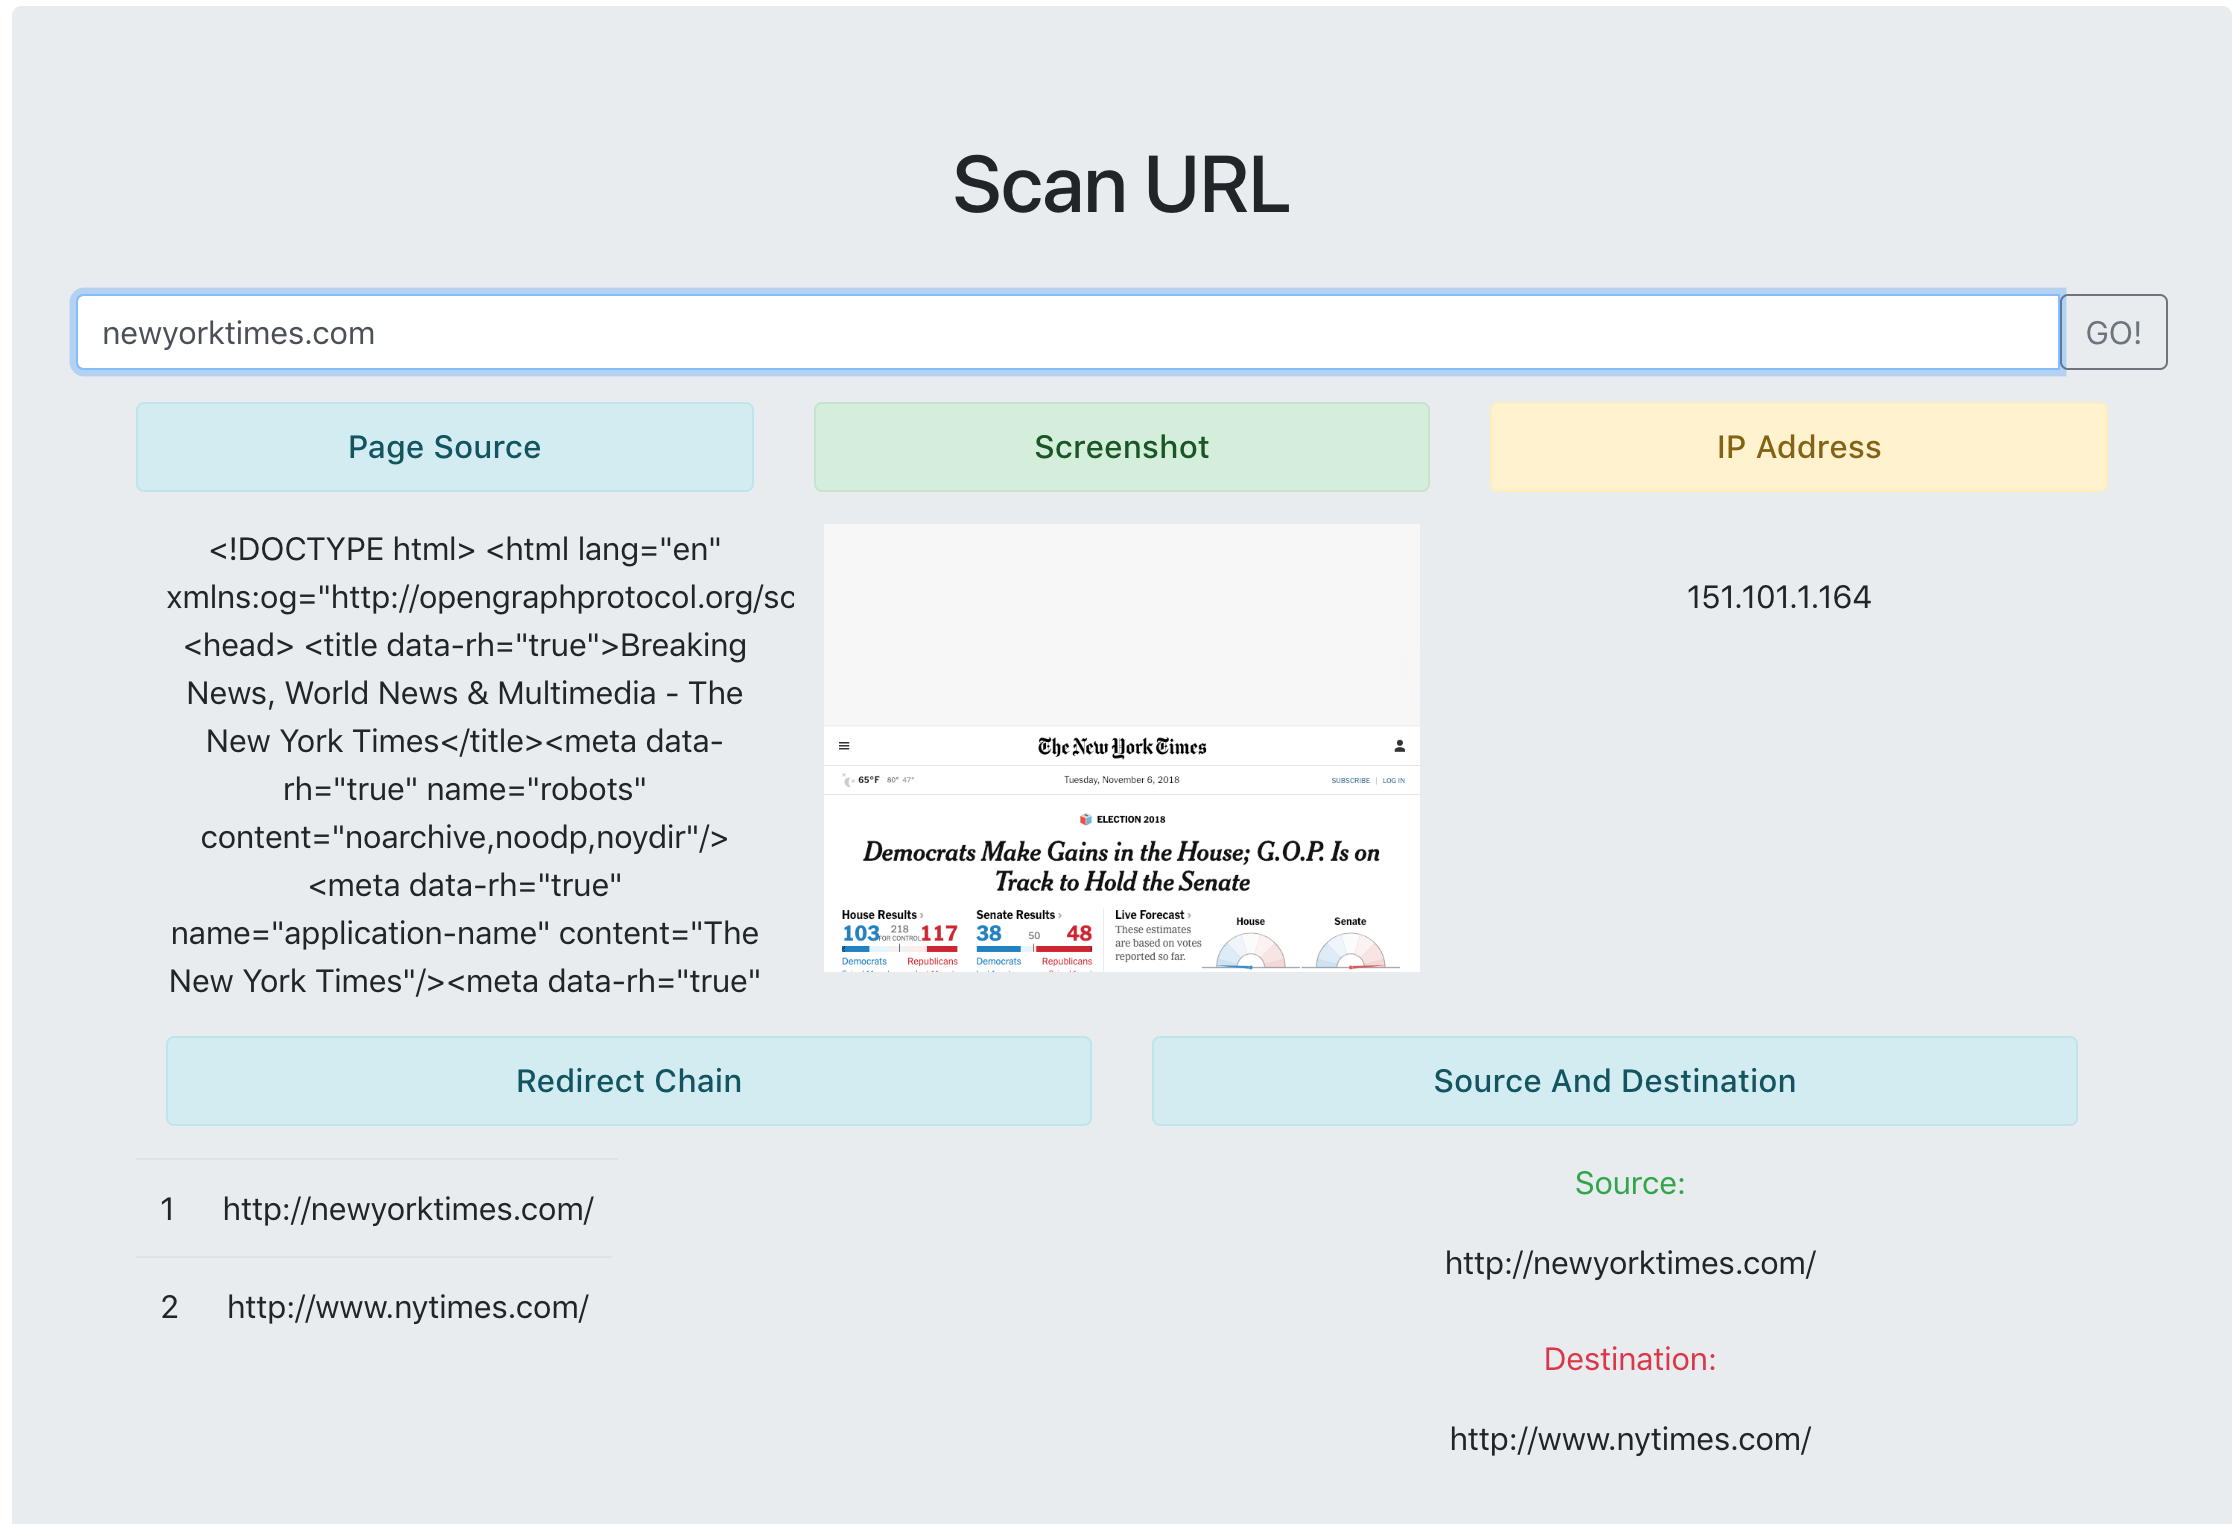 Scan URL
newyorktimes.com
GO!
Page Source
Screenshot
IP Address
<!DOCTYPE html> <html lang="en"
xmlns:og="http://opengraphprotocol.org/sc
<head> <title data-rh="true">Breaking
News, World News & Multimedia - The
New York Times</title><meta data-
rh="true" name="robots"
content="noarchive,noodp,noydir"/>
<meta data-rh="true"
name="application-name" content="The
New York Times"/><meta data-rh="true"
The New York Times
65°F 80° 47°
Tuesday, November 6, 2018
SUBSCRIBE | LOG IN
ELECTION 2018
Democrats Make Gains in the House; G.O.P. Is on
Track to Hold the Senate
House Results ›
103 218 FOR CONTROL 117
Democrats Republicans
Senate Results ›
38 50 48
Democrats Republicans
Live Forecast ›
These estimates
are based on votes
reported so far.
House
Senate
151.101.1.164
Redirect Chain
1 http://newyorktimes.com/
2 http://www.nytimes.com/
Source And Destination
Source:
http://newyorktimes.com/
Destination:
http://www.nytimes.com/